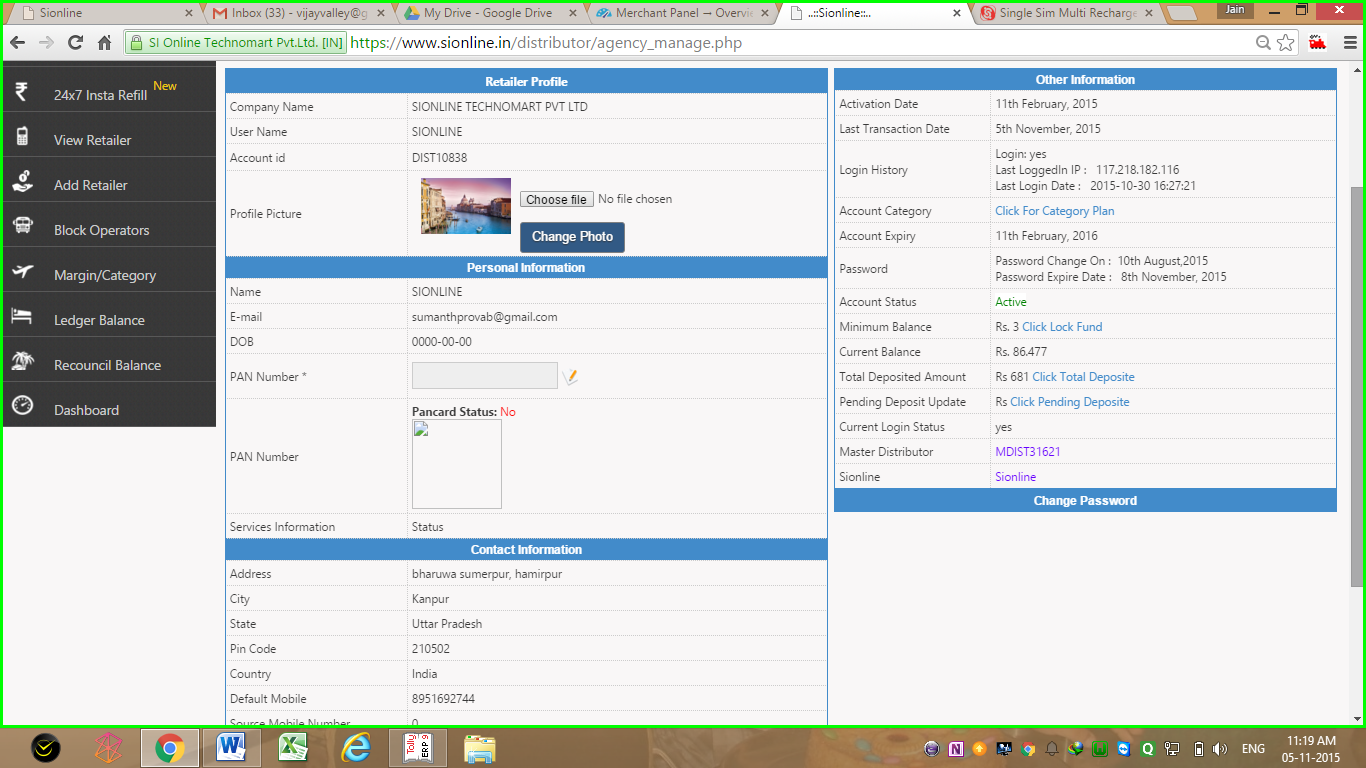 Sionline
Inbox (33) - vijayvalley@g
My Drive - Google Drive
Merchant Panel → Overvie
..::Sionline::..
Single Sim Multi Recharge
Jain
SI Online Technomart Pvt.Ltd. [IN]
https://www.sionline.in/distributor/agency_manage.php
24x7 Insta Refill New
View Retailer
Add Retailer
Block Operators
Margin/Category
Ledger Balance
Recouncil Balance
Dashboard
Retailer Profile
Company Name SIONLINE TECHNOMART PVT LTD
User Name SIONLINE
Account id DIST10838
Profile Picture
Choose file No file chosen
Change Photo
Personal Information
Name SIONLINE
E-mail sumanthprovab@gmail.com
DOB 0000-00-00
PAN Number *
Pancard Status: No
PAN Number
Services Information Status
Contact Information
Address bharuwa sumerpur, hamirpur
City Kanpur
State Uttar Pradesh
Pin Code 210502
Country India
Default Mobile 8951692744
Source Mobile Number 0
Other Information
Activation Date 11th February, 2015
Last Transaction Date 5th November, 2015
Login History
Login: yes
Last LoggedIn IP : 117.218.182.116
Last Login Date : 2015-10-30 16:27:21
Account Category Click For Category Plan
Account Expiry 11th February, 2016
Password
Password Change On : 10th August,2015
Password Expire Date : 8th November, 2015
Account Status Active
Minimum Balance Rs. 3 Click Lock Fund
Current Balance Rs. 86.477
Total Deposited Amount Rs 681 Click Total Deposite
Pending Deposit Update Rs Click Pending Deposite
Current Login Status yes
Master Distributor MDIST31621
Sionline Sionline
Change Password
Tally
ERP 9
ENG
11:19 AM
05-11-2015